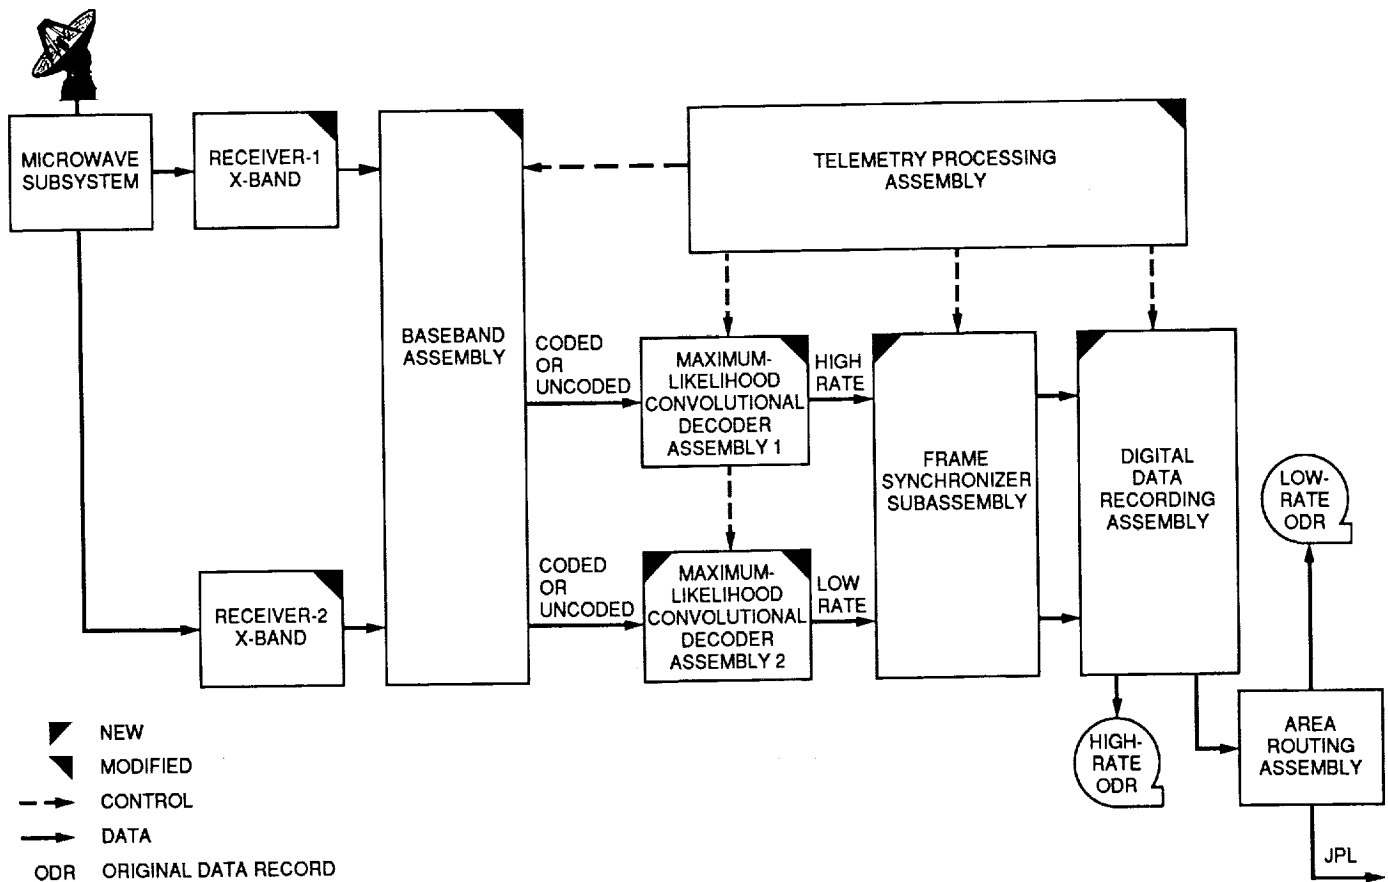 MICROWAVE
SUBSYSTEM
RECEIVER-1
X-BAND
BASEBAND
ASSEMBLY
TELEMETRY PROCESSING
ASSEMBLY
CODED
OR
UNCODED
MAXIMUM-
LIKELIHOOD
CONVOLUTIONAL
DECODER
ASSEMBLY 1
HIGH
RATE
FRAME
SYNCHRONIZER
SUBASSEMBLY
DIGITAL
DATA
RECORDING
ASSEMBLY
LOW-
RATE
ODR
RECEIVER-2
X-BAND
CODED
OR
UNCODED
MAXIMUM-
LIKELIHOOD
CONVOLUTIONAL
DECODER
ASSEMBLY 2
LOW
RATE
HIGH-
RATE
ODR
AREA
ROUTING
ASSEMBLY
JPL
NEW
MODIFIED
CONTROL
DATA
ODR ORIGINAL DATA RECORD